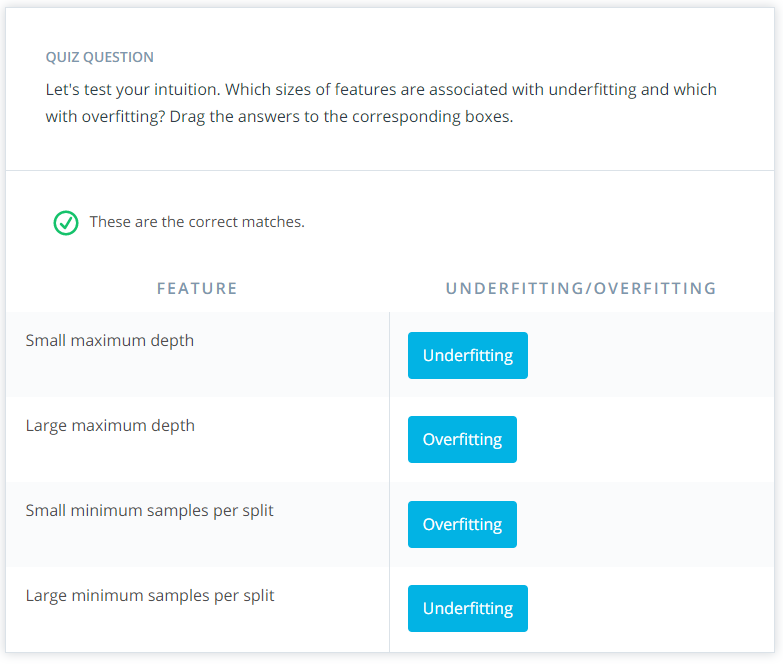 QUIZ QUESTION
Let's test your intuition. Which sizes of features are associated with underfitting and which
with overfitting? Drag the answers to the corresponding boxes.
These are the correct matches.
FEATURE UNDERFITTING/OVERFITTING
Small maximum depth Underfitting
Large maximum depth Overfitting
Small minimum samples per split Overfitting
Large minimum samples per split Underfitting